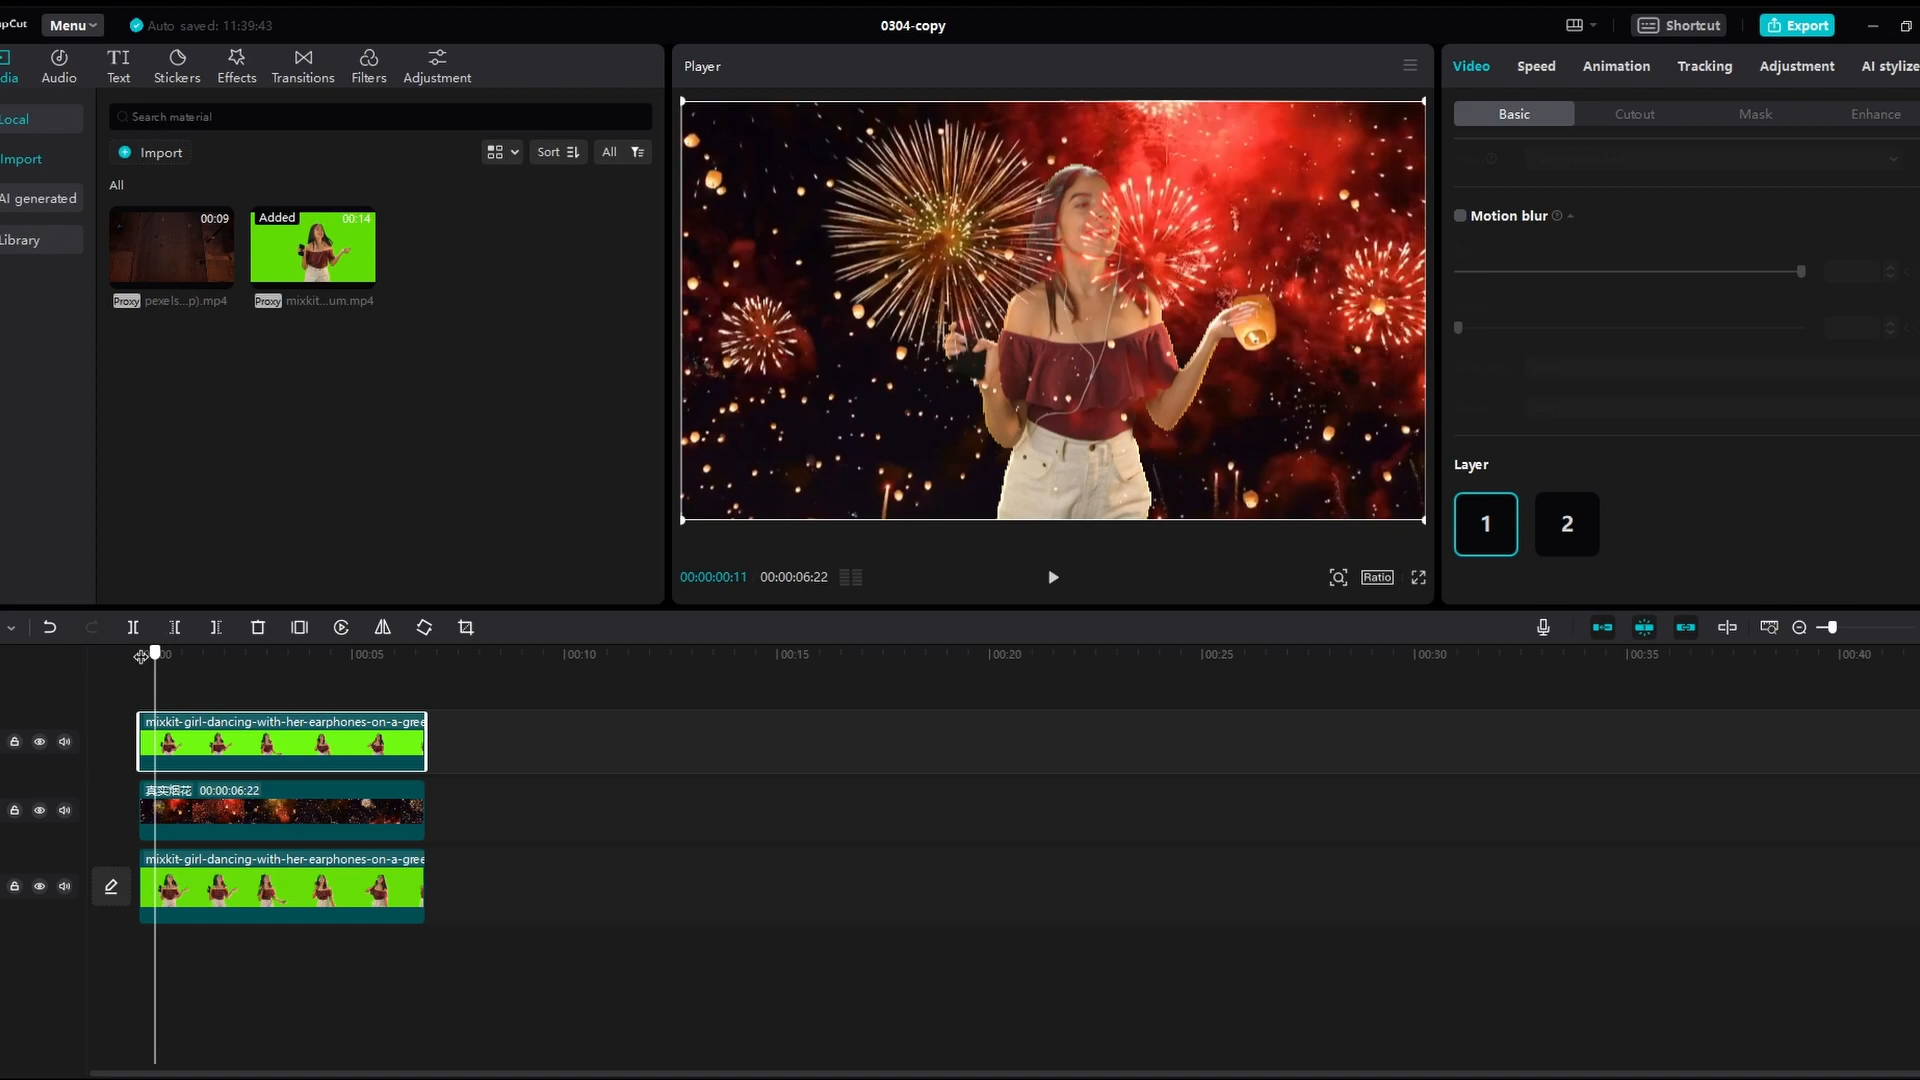 apCut
Menu
Auto saved: 11:39:43
0304-copy
Shortcut
Export
dia
Audio
Text
Stickers
Effects
Transitions
Filters
Adjustment
Player
Video
Speed
Animation
Tracking
Adjustment
AI stylize
Local
Import
AI generated
Library
Search material
Import
Sort
All
All
00:09
Added
00:14
Proxy pexels...p).mp4
Proxy mixkit...um.mp4
Basic
Cutout
Mask
Enhance
Motion blur
Layer
1
2
00:00:00:11
00:00:06:22
Ratio
00:05
00:10
00:15
00:20
00:25
00:30
00:35
00:40
mixkit-girl-dancing-with-her-earphones-on-a-gree
真实烟花 00:00:06:22
mixkit-girl-dancing-with-her-earphones-on-a-gree